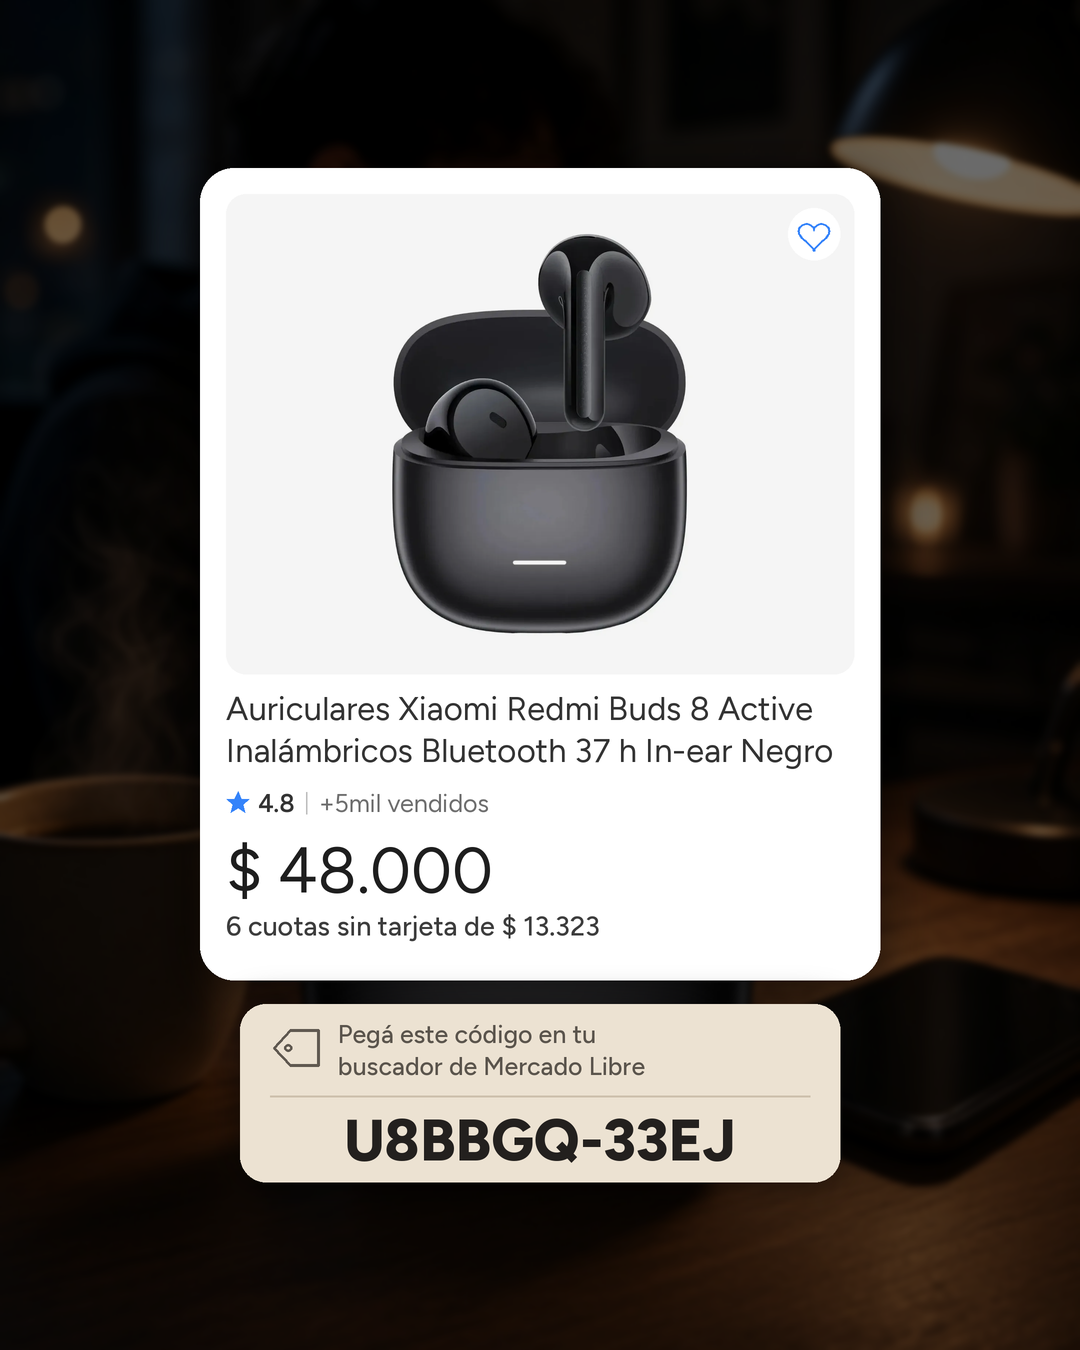 Auriculares Xiaomi Redmi Buds 8 Active
Inalámbricos Bluetooth 37 h In-ear Negro
4.8 | +5mil vendidos
$ 48.000
6 cuotas sin tarjeta de $ 13.323
Pegá este código en tu
buscador de Mercado Libre
U8BBGQ-33EJ